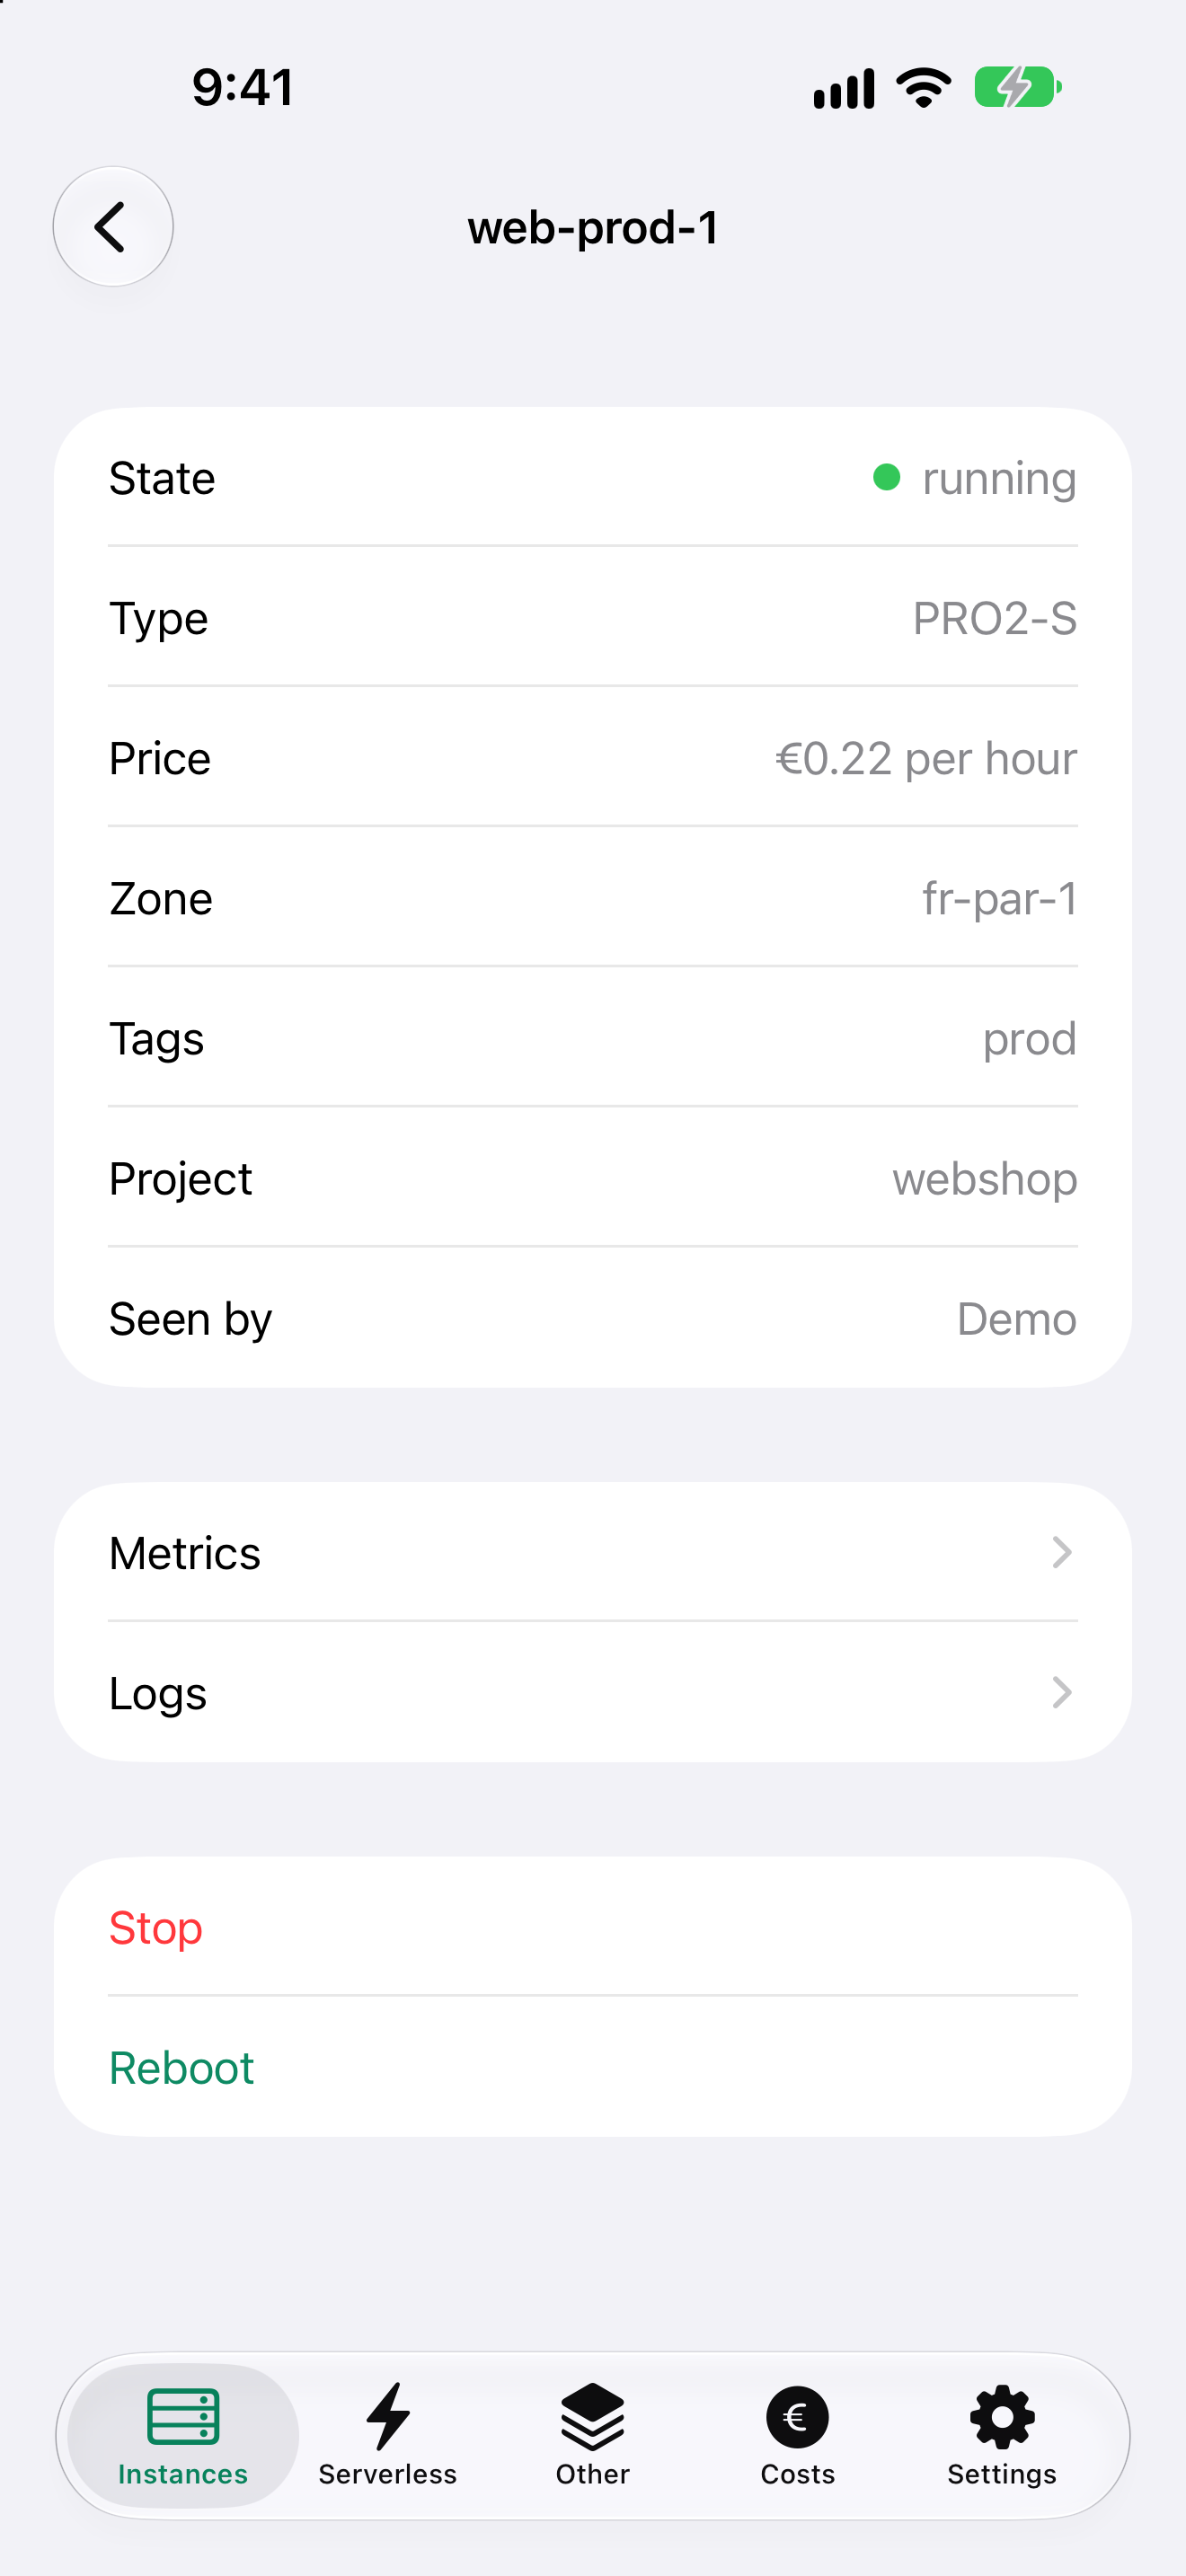 9:41
web-prod-1
State running
Type PRO2-S
Price €0.22 per hour
Zone fr-par-1
Tags prod
Project webshop
Seen by Demo
Metrics
Logs
Stop
Reboot
Instances Serverless Other Costs Settings